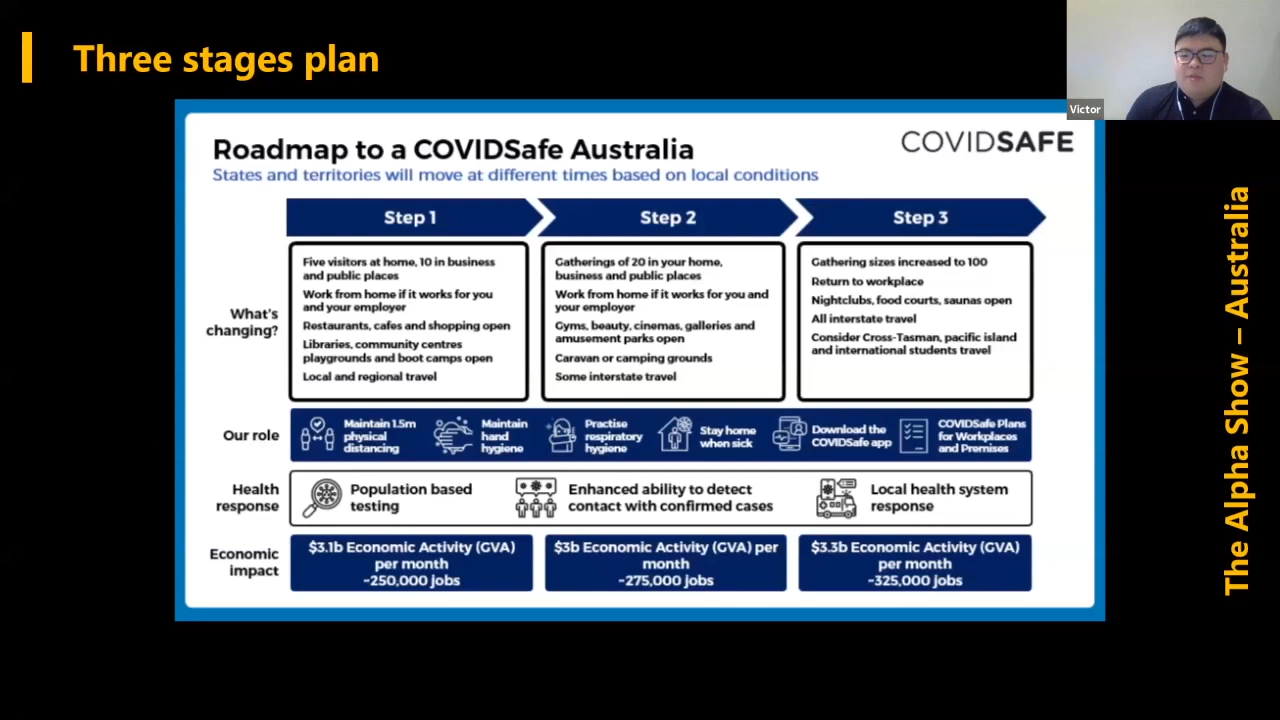 Three stages plan
Victor
Roadmap to a COVIDSafe Australia
COVIDSAFE
States and territories will move at different times based on local conditions
Step 1
Step 2
Step 3
What's
changing?
Five visitors at home, 10 in business
and public places
Work from home if it works for you
and your employer
Restaurants, cafes and shopping open
Libraries, community centres
playgrounds and boot camps open
Local and regional travel
Gatherings of 20 in your home,
business and public places
Work from home if it works for you and
your employer
Gyms, beauty, cinemas, galleries and
amusement parks open
Caravan or camping grounds
Some interstate travel
Gathering sizes increased to 100
Return to workplace
Nightclubs, food courts, saunas open
All interstate travel
Consider Cross-Tasman, pacific island
and international students travel
Our role
Maintain 1.5m
physical
distancing
Maintain
hand
hygiene
Practise
respiratory
hygiene
Stay home
when sick
Download the
COVIDSafe app
COVIDSafe Plans
for Workplaces
and Premises
Health
response
Population based
testing
Enhanced ability to detect
contact with confirmed cases
Local health system
response
Economic
impact
$3.1b Economic Activity (GVA)
per month
~250,000 jobs
$3b Economic Activity (GVA) per
month
~275,000 jobs
$3.3b Economic Activity (GVA)
per month
~325,000 jobs
The Alpha Show – Australia